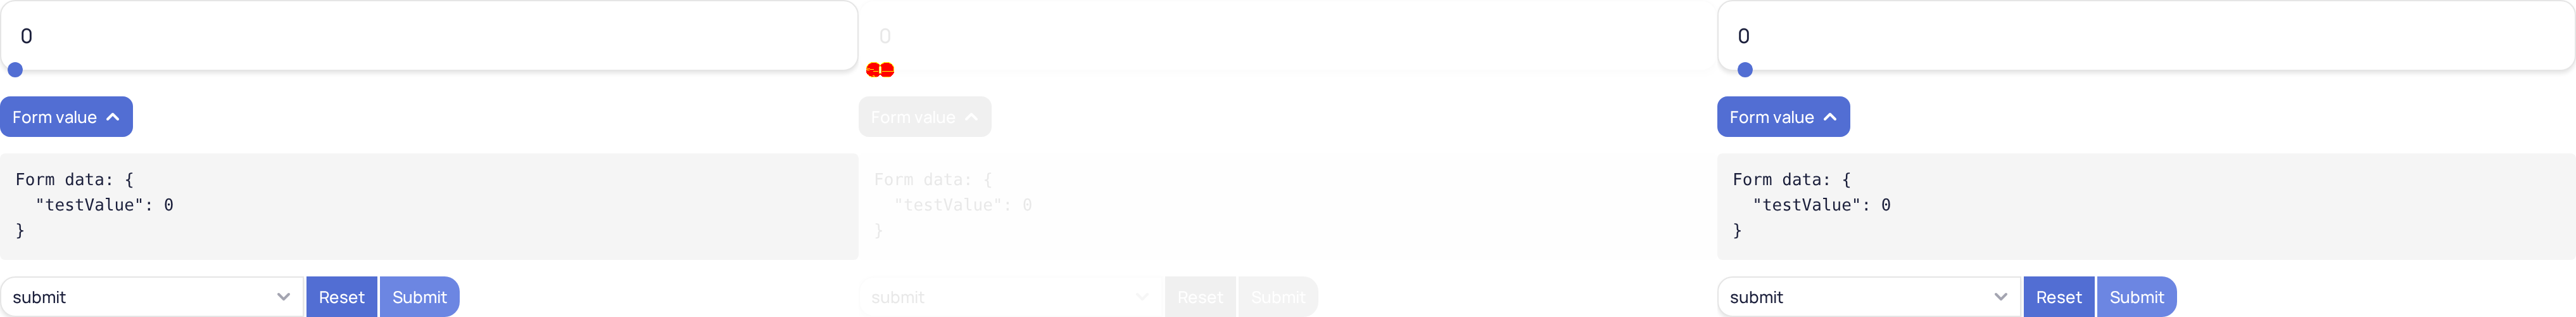 0
Form value
Form data: {
  "testValue": 0
}
submit
Reset
Submit
0
Form value
Form data: {
  "testValue": 0
}
submit
Reset
Submit
0
Form value
Form data: {
  "testValue": 0
}
submit
Reset
Submit